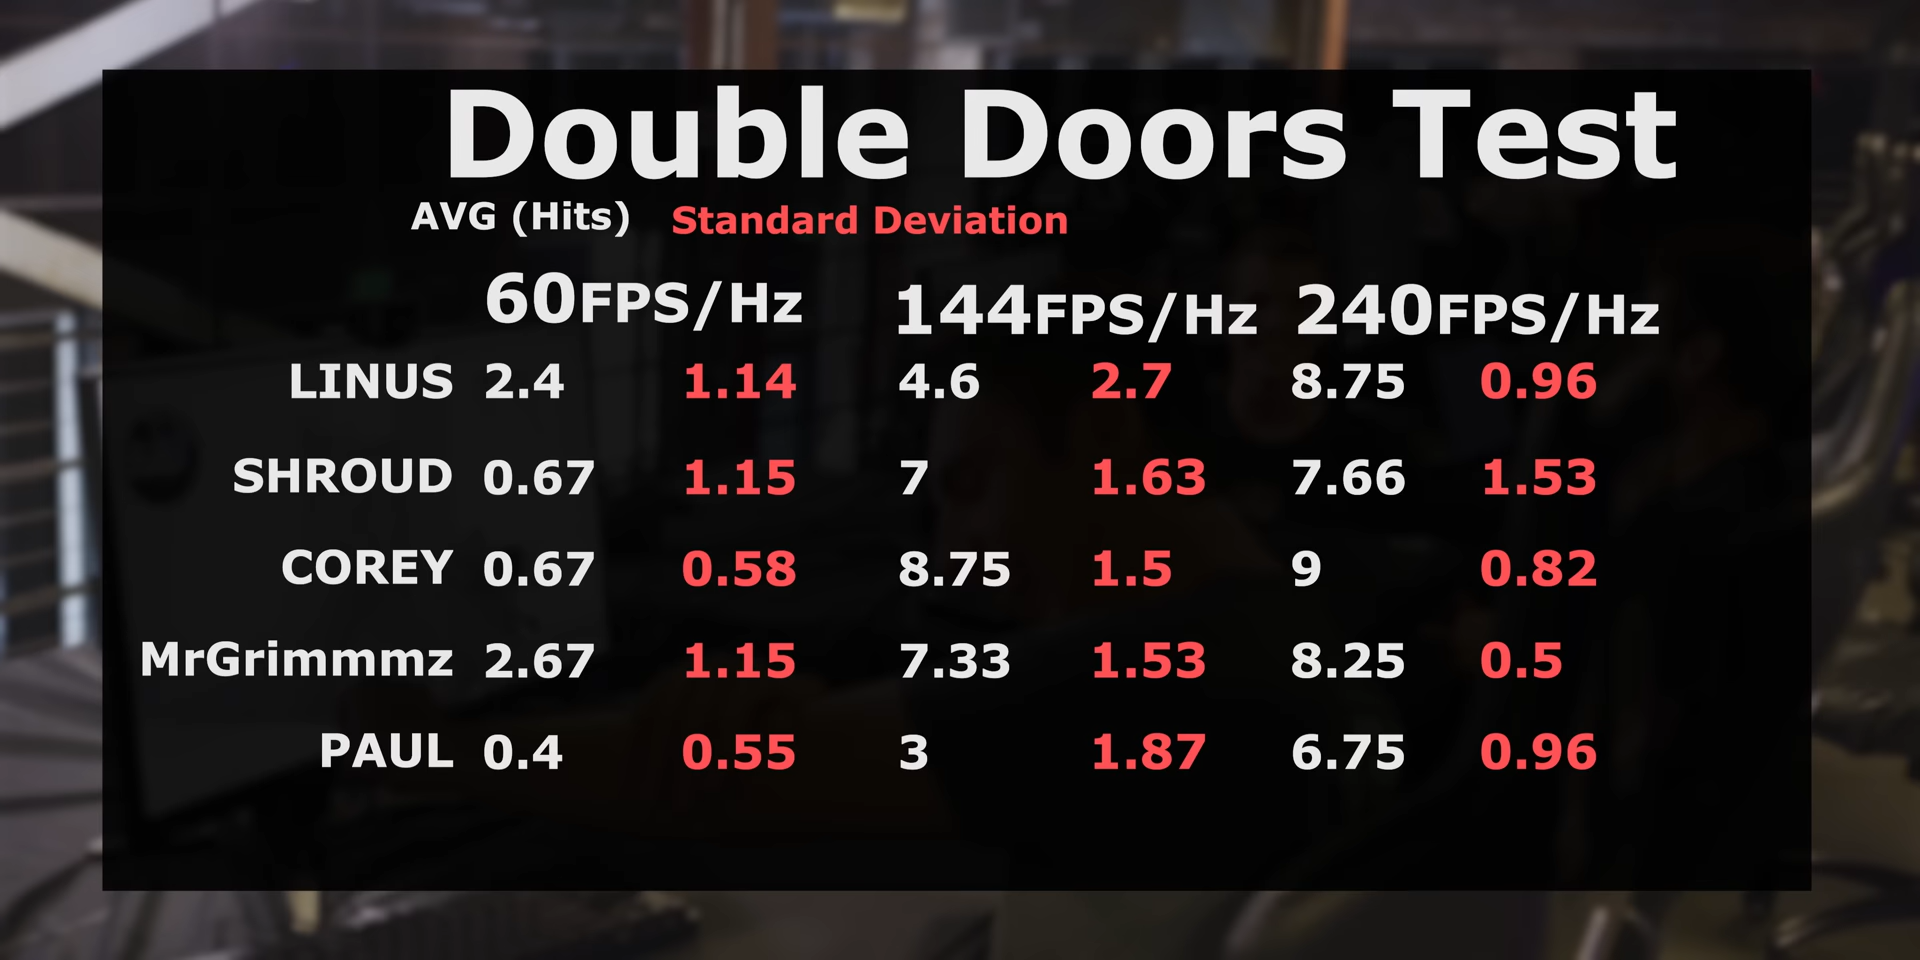 Double Doors Test
AVG (Hits) Standard Deviation
60FPS/Hz 144FPS/Hz 240FPS/Hz
LINUS 2.4 1.14 4.6 2.7 8.75 0.96
SHROUD 0.67 1.15 7 1.63 7.66 1.53
COREY 0.67 0.58 8.75 1.5 9 0.82
MrGrimmmz 2.67 1.15 7.33 1.53 8.25 0.5
PAUL 0.4 0.55 3 1.87 6.75 0.96